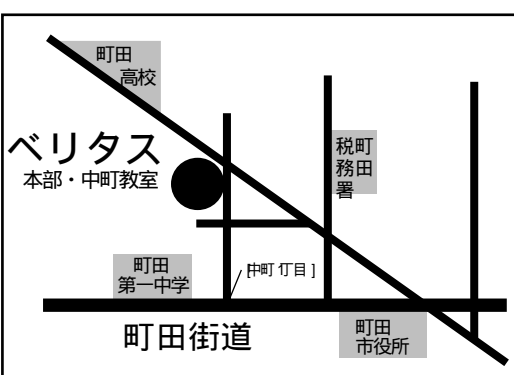 町田
高校
ベリタス
本部・中町教室
税町
務田
署
町田
第一中学
[中町1丁目]
町田街道
町田
市役所